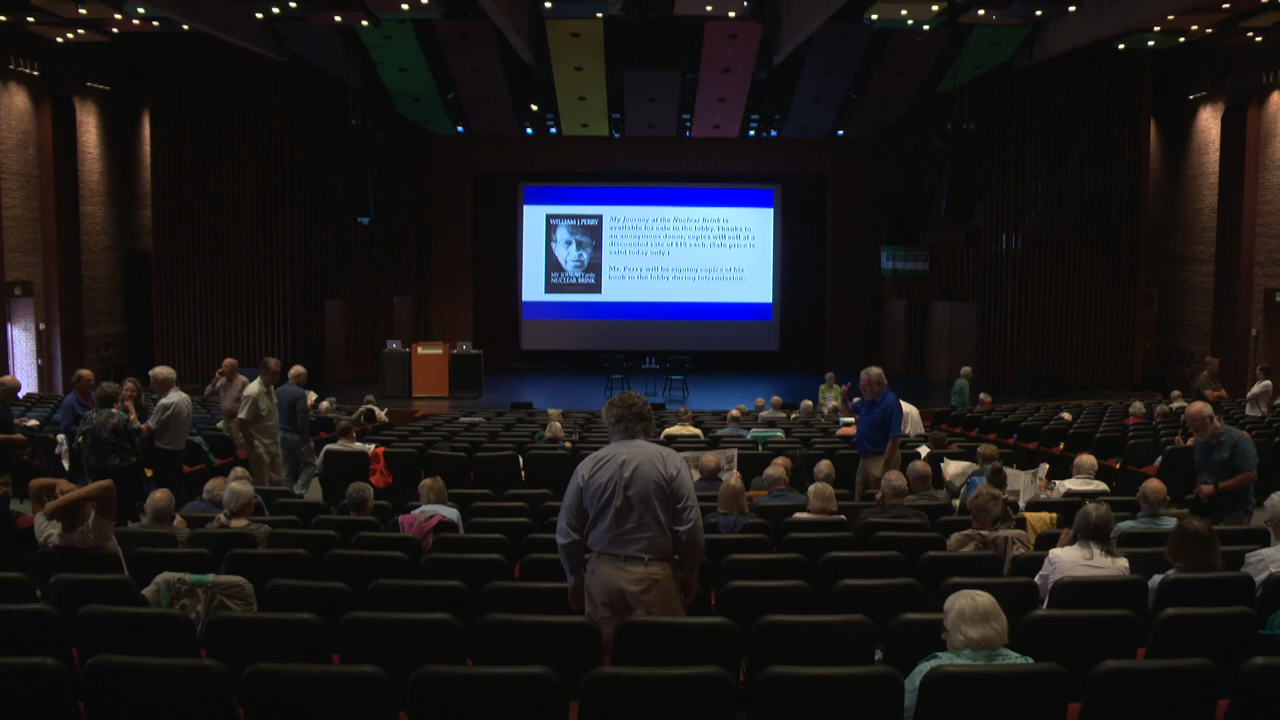 WILLIAM J. PERRY
MY JOURNEY at the
NUCLEAR BRINK
My Journey at the Nuclear Brink is
available for sale in the lobby. Thanks to
an anonymous donor, copies will sell at a
discounted rate of $15 each. (Sale price is
valid today only.)
Mr. Perry will be signing copies of his
book in the lobby during intermission.